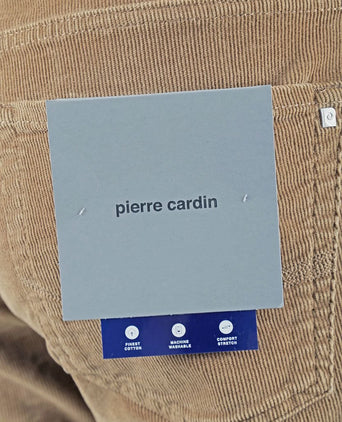 pierre cardin
FINEST
COTTON
MACHINE
WASHABLE
COMFORT
STRETCH